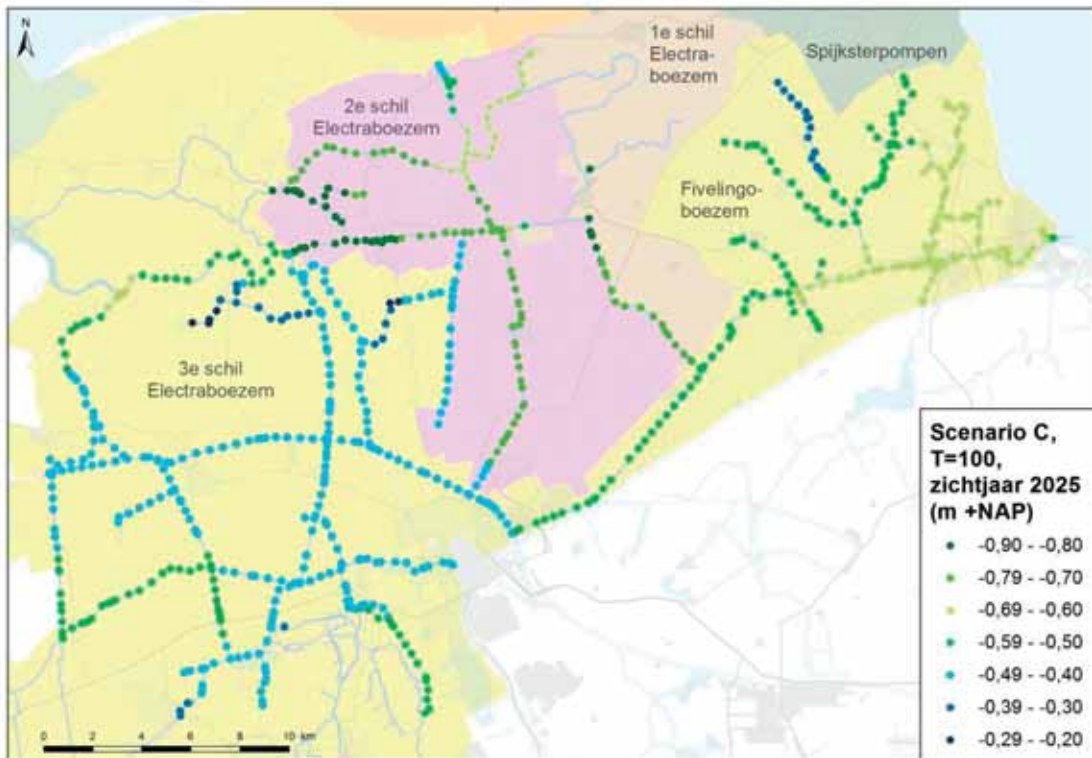 N
1e schil
Electra-
boezem
Spijksterpompen
2e schil
Electraboezem
Fivelingo-
boezem
3e schil
Electraboezem
Scenario C,
T=100,
zichtjaar 2025
(m +NAP)
-0,90 - -0,80
-0,79 - -0,70
-0,69 - -0,60
-0,59 - -0,50
-0,49 - -0,40
-0,39 - -0,30
-0,29 - -0,20
0 2 4 6 8 10 km